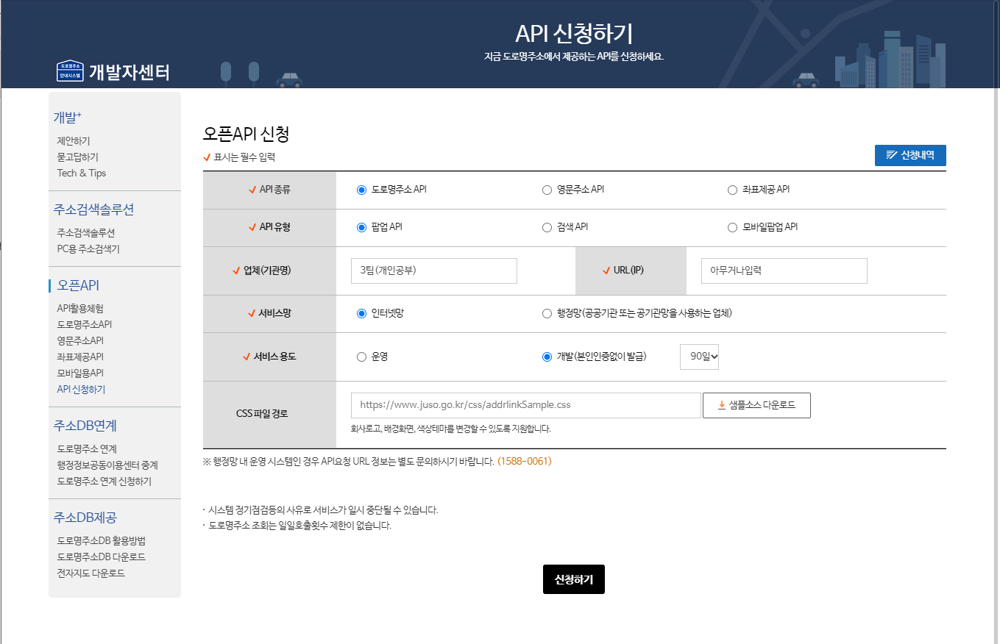 API 신청하기
지금 도로명주소에서 제공하는 API를 신청하세요.
도로명주소
안내시스템
개발자센터
개발+
제안하기
묻고답하기
Tech & Tips
주소검색솔루션
주소검색솔루션
PC용 주소검색기
오픈API
API활용체험
도로명주소API
영문주소API
좌표제공API
모바일용API
API 신청하기
주소DB연계
도로명주소 연계
행정정보공동이용센터 중계
도로명주소 연계 신청하기
주소DB제공
도로명주소DB 활용방법
도로명주소DB 다운로드
전자지도 다운로드
오픈API 신청
표시는 필수 입력
신청내역
API 종류 도로명주소 API 영문주소 API 좌표제공 API
API 유형 팝업 API 검색 API 모바일팝업 API
업체(기관명) 3팀(개인공부) URL(IP) 아무거나입력
서비스망 인터넷망 행정망(공공기관 또는 공기관망을 사용하는 업체)
서비스 용도 운영 개발(본인인증없이 발급) 90일
CSS 파일 경로 https://www.juso.go.kr/css/addrlinkSample.css 샘플소스 다운로드
회사로고, 배경화면, 색상테마를 변경할 수 있도록 지원합니다.
※ 행정망 내 운영 시스템인 경우 API요청 URL 정보는 별도 문의하시기 바랍니다. (1588-0061)
· 시스템 정기점검등의 사유로 서비스가 일시 중단될 수 있습니다.
· 도로명주소 조회는 일일호출횟수 제한이 없습니다.
신청하기